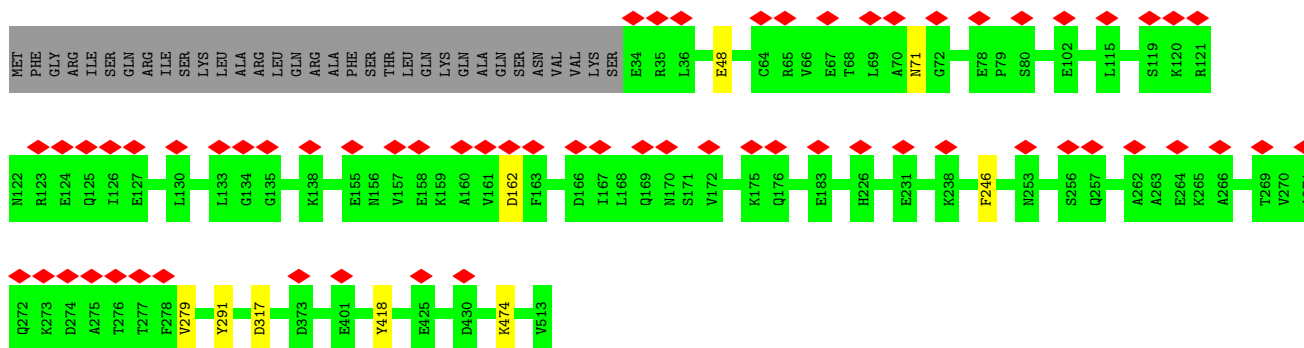 MET PHE GLY ARG ILE SER GLN ARG ILE SER LYS LEU ALA ARG LEU GLN ARG ALA PHE SER THR LEU GLN LYS GLN ALA GLN SER ASN VAL VAL LYS SER E34 R35 L36 E48 C64 R65 V66 E67 T68 L69 A70 N71 G72 E78 P79 S80 E102 L115 S119 K120 R121
N122 R123 E124 Q125 I126 E127 L130 L133 G134 G135 K138 E155 N156 V157 E158 K159 A160 V161 D162 F163 D166 I167 L168 Q169 N170 S171 V172 K175 Q176 E183 H226 E231 K238 F246 N253 S256 Q257 A262 A263 E264 K265 A266 T269 V270
Q272 K273 D274 A275 T276 T277 F278 V279 Y291 D317 D373 E401 Y418 E425 D430 K474 V513